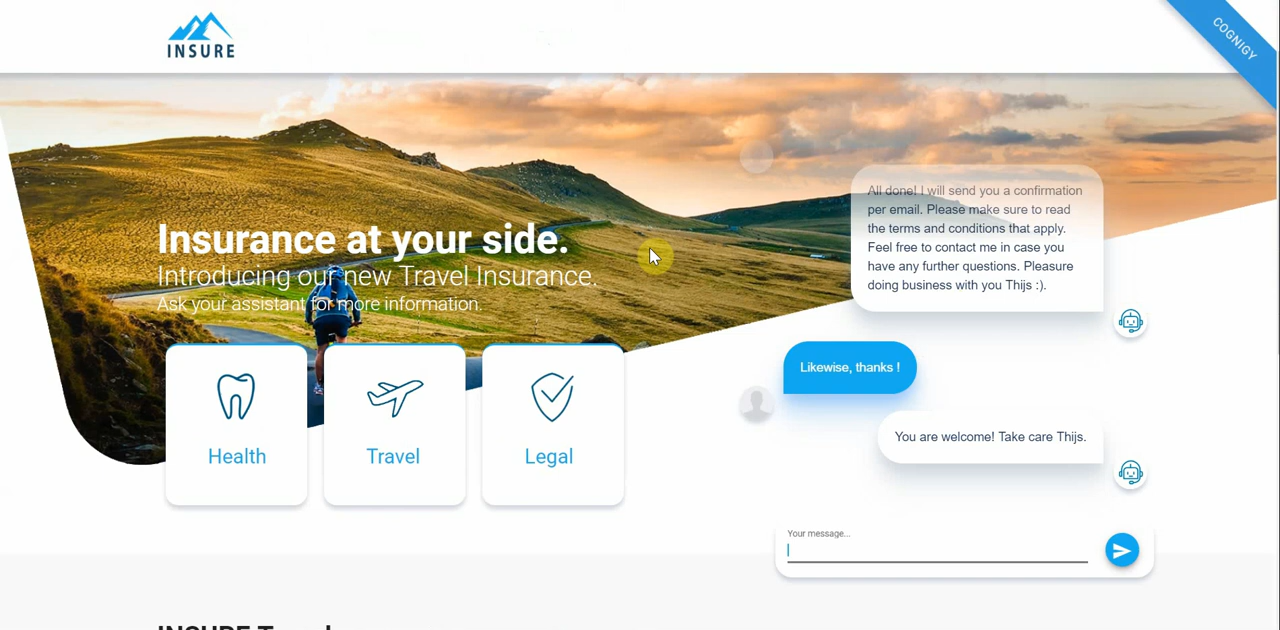 INSURE
COGNIGY
Insurance at your side.
Introducing our new Travel Insurance.
Ask your assistant for more information.
Health
Travel
Legal
All done! I will send you a confirmation
per email. Please make sure to read
the terms and conditions that apply.
Feel free to contact me in case you
have any further questions. Pleasure
doing business with you Thijs :).
Likewise, thanks !
You are welcome! Take care Thijs.
Your message...
INSURE Travel